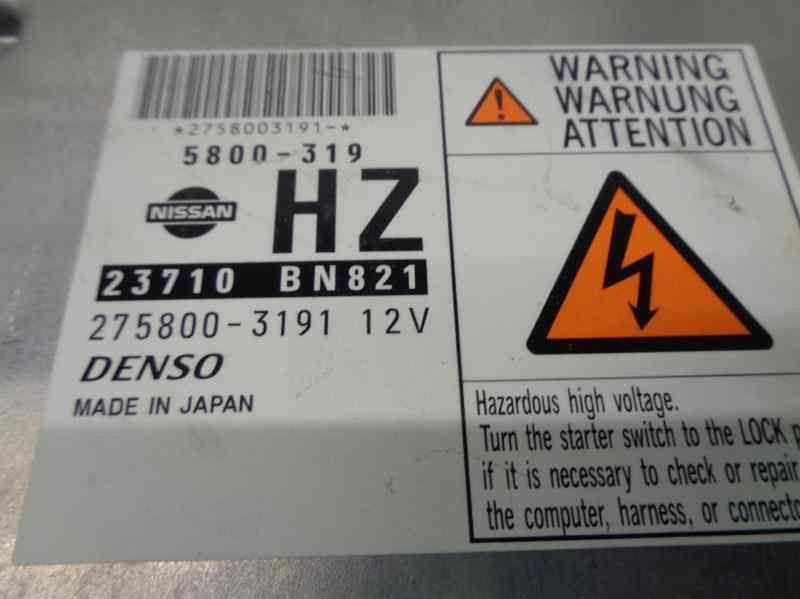 *2758003191-*
5800-319
NISSAN
HZ
23710 BN821
275800-3191 12V
DENSO
MADE IN JAPAN
!
WARNING
WARNUNG
ATTENTION
Hazardous high voltage.
Turn the starter switch to the LOCK
if it is necessary to check or repair
the computer, harness, or